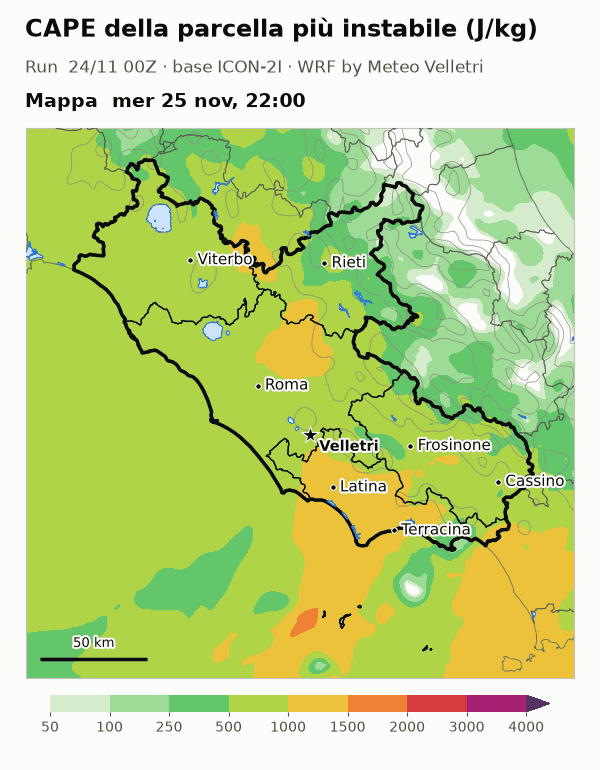 CAPE della parcella più instabile (J/kg)
Run  24/11 00Z · base ICON-2I · WRF by Meteo Velletri
Mappa  mer 25 nov, 22:00
Viterbo
Rieti
Roma
Velletri
Frosinone
Latina
Cassino
Terracina
50 km
50 100 250 500 1000 1500 2000 3000 4000